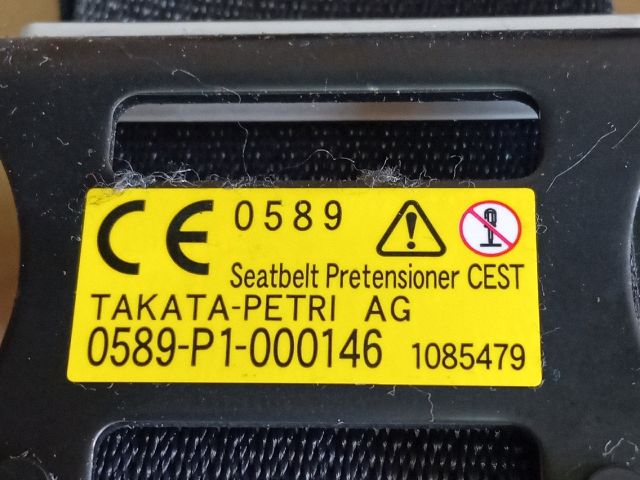 CE 0589
Seatbelt Pretensioner CEST
TAKATA-PETRI AG
0589-P1-000146 1085479